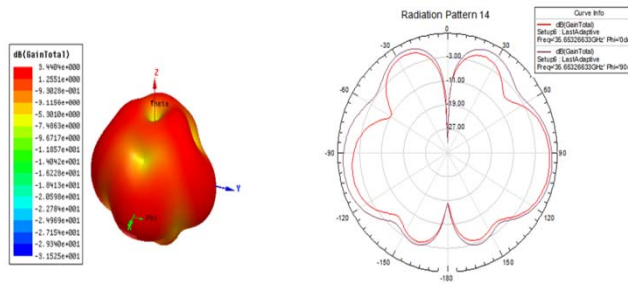 dB(GainTotal)
3.4404e+000
1.2551e+000
-9.3028e-001
-3.1156e+000
-5.3010e+000
-7.4863e+000
-9.6717e+000
-1.1857e+001
-1.4042e+001
-1.6228e+001
-1.8413e+001
-2.0598e+001
-2.2784e+001
-2.4969e+001
-2.7154e+001
-2.9340e+001
-3.1525e+001
Z
Theta
Y
Phi
X
Radiation Pattern 14
Curve Info
dB(GainTotal)
Setup6 : LastAdaptive
dB(GainTotal)
Setup6 : LastAdaptive
0
-30
30
-60
60
-90
90
-120
120
-150
150
-180
-3.00
-11.00
-19.00
-27.00